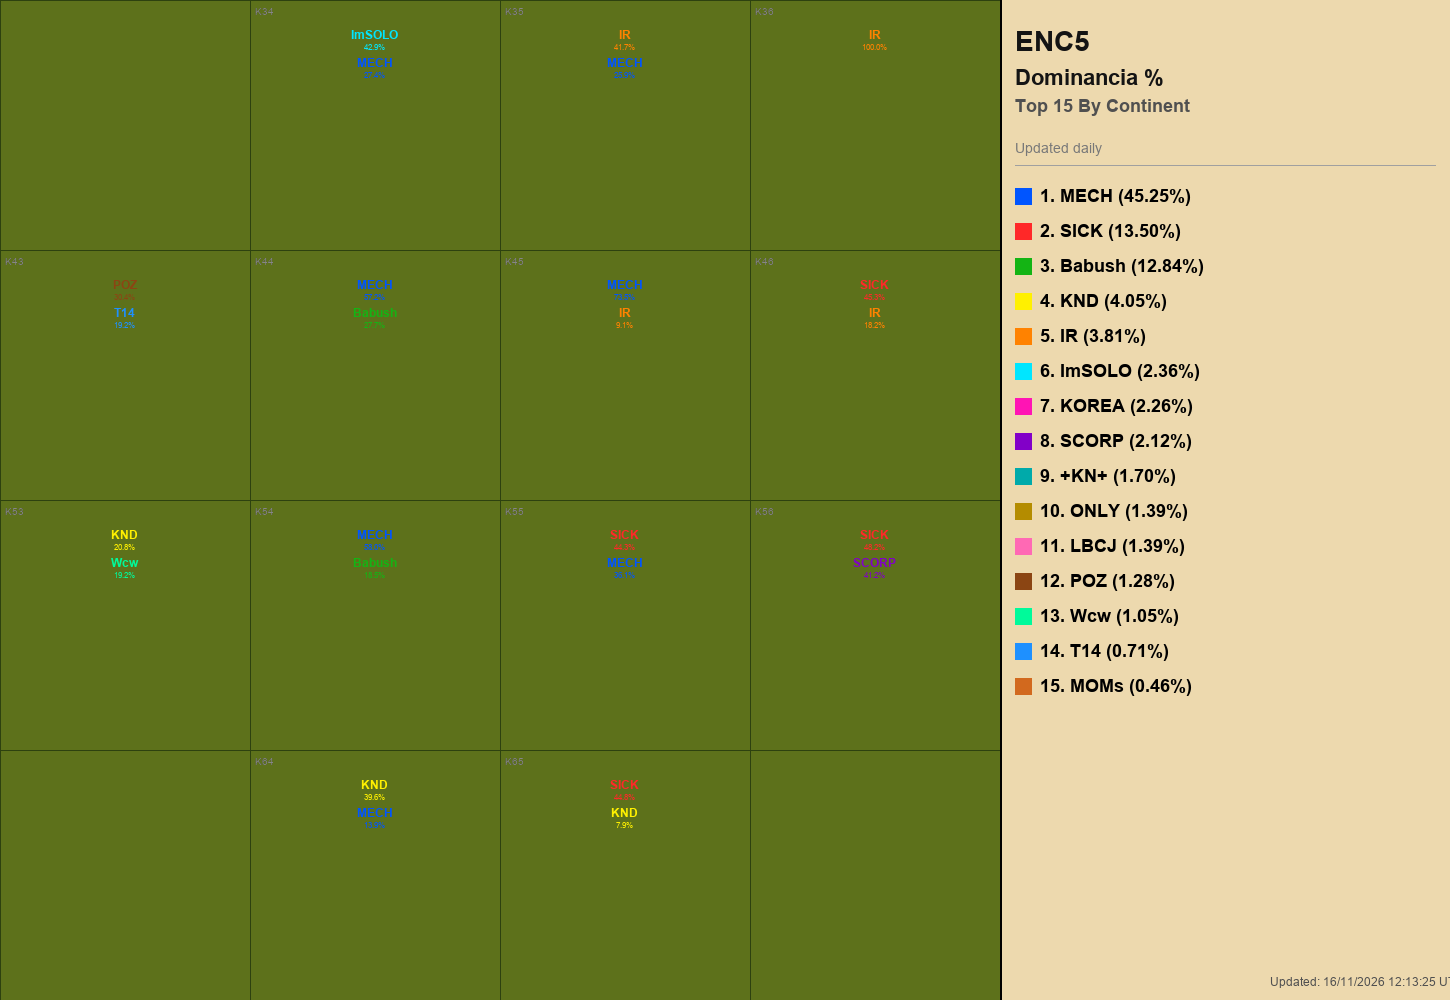 K34
ImSOLO
42.9%
MECH
K35
IR
41.7%
MECH
K36
IR
100.0%
K43
POZ
T14
16.2%
K44
MECH
Babush
K45
MECH
IR
9.1%
K46
SICK
IR
18.2%
K53
KND
20.8%
Wcw
19.2%
K54
MECH
Babush
K55
SICK
MECH
K56
SICK
SCORP
41.2%
K64
KND
39.6%
MECH
K65
SICK
KND
7.9%
ENC5
Dominancia %
Top 15 By Continent
Updated daily
1. MECH (45.25%)
2. SICK (13.50%)
3. Babush (12.84%)
4. KND (4.05%)
5. IR (3.81%)
6. ImSOLO (2.36%)
7. KOREA (2.26%)
8. SCORP (2.12%)
9. +KN+ (1.70%)
10. ONLY (1.39%)
11. LBCJ (1.39%)
12. POZ (1.28%)
13. Wcw (1.05%)
14. T14 (0.71%)
15. MOMs (0.46%)
Updated: 16/11/2026 12:13:25